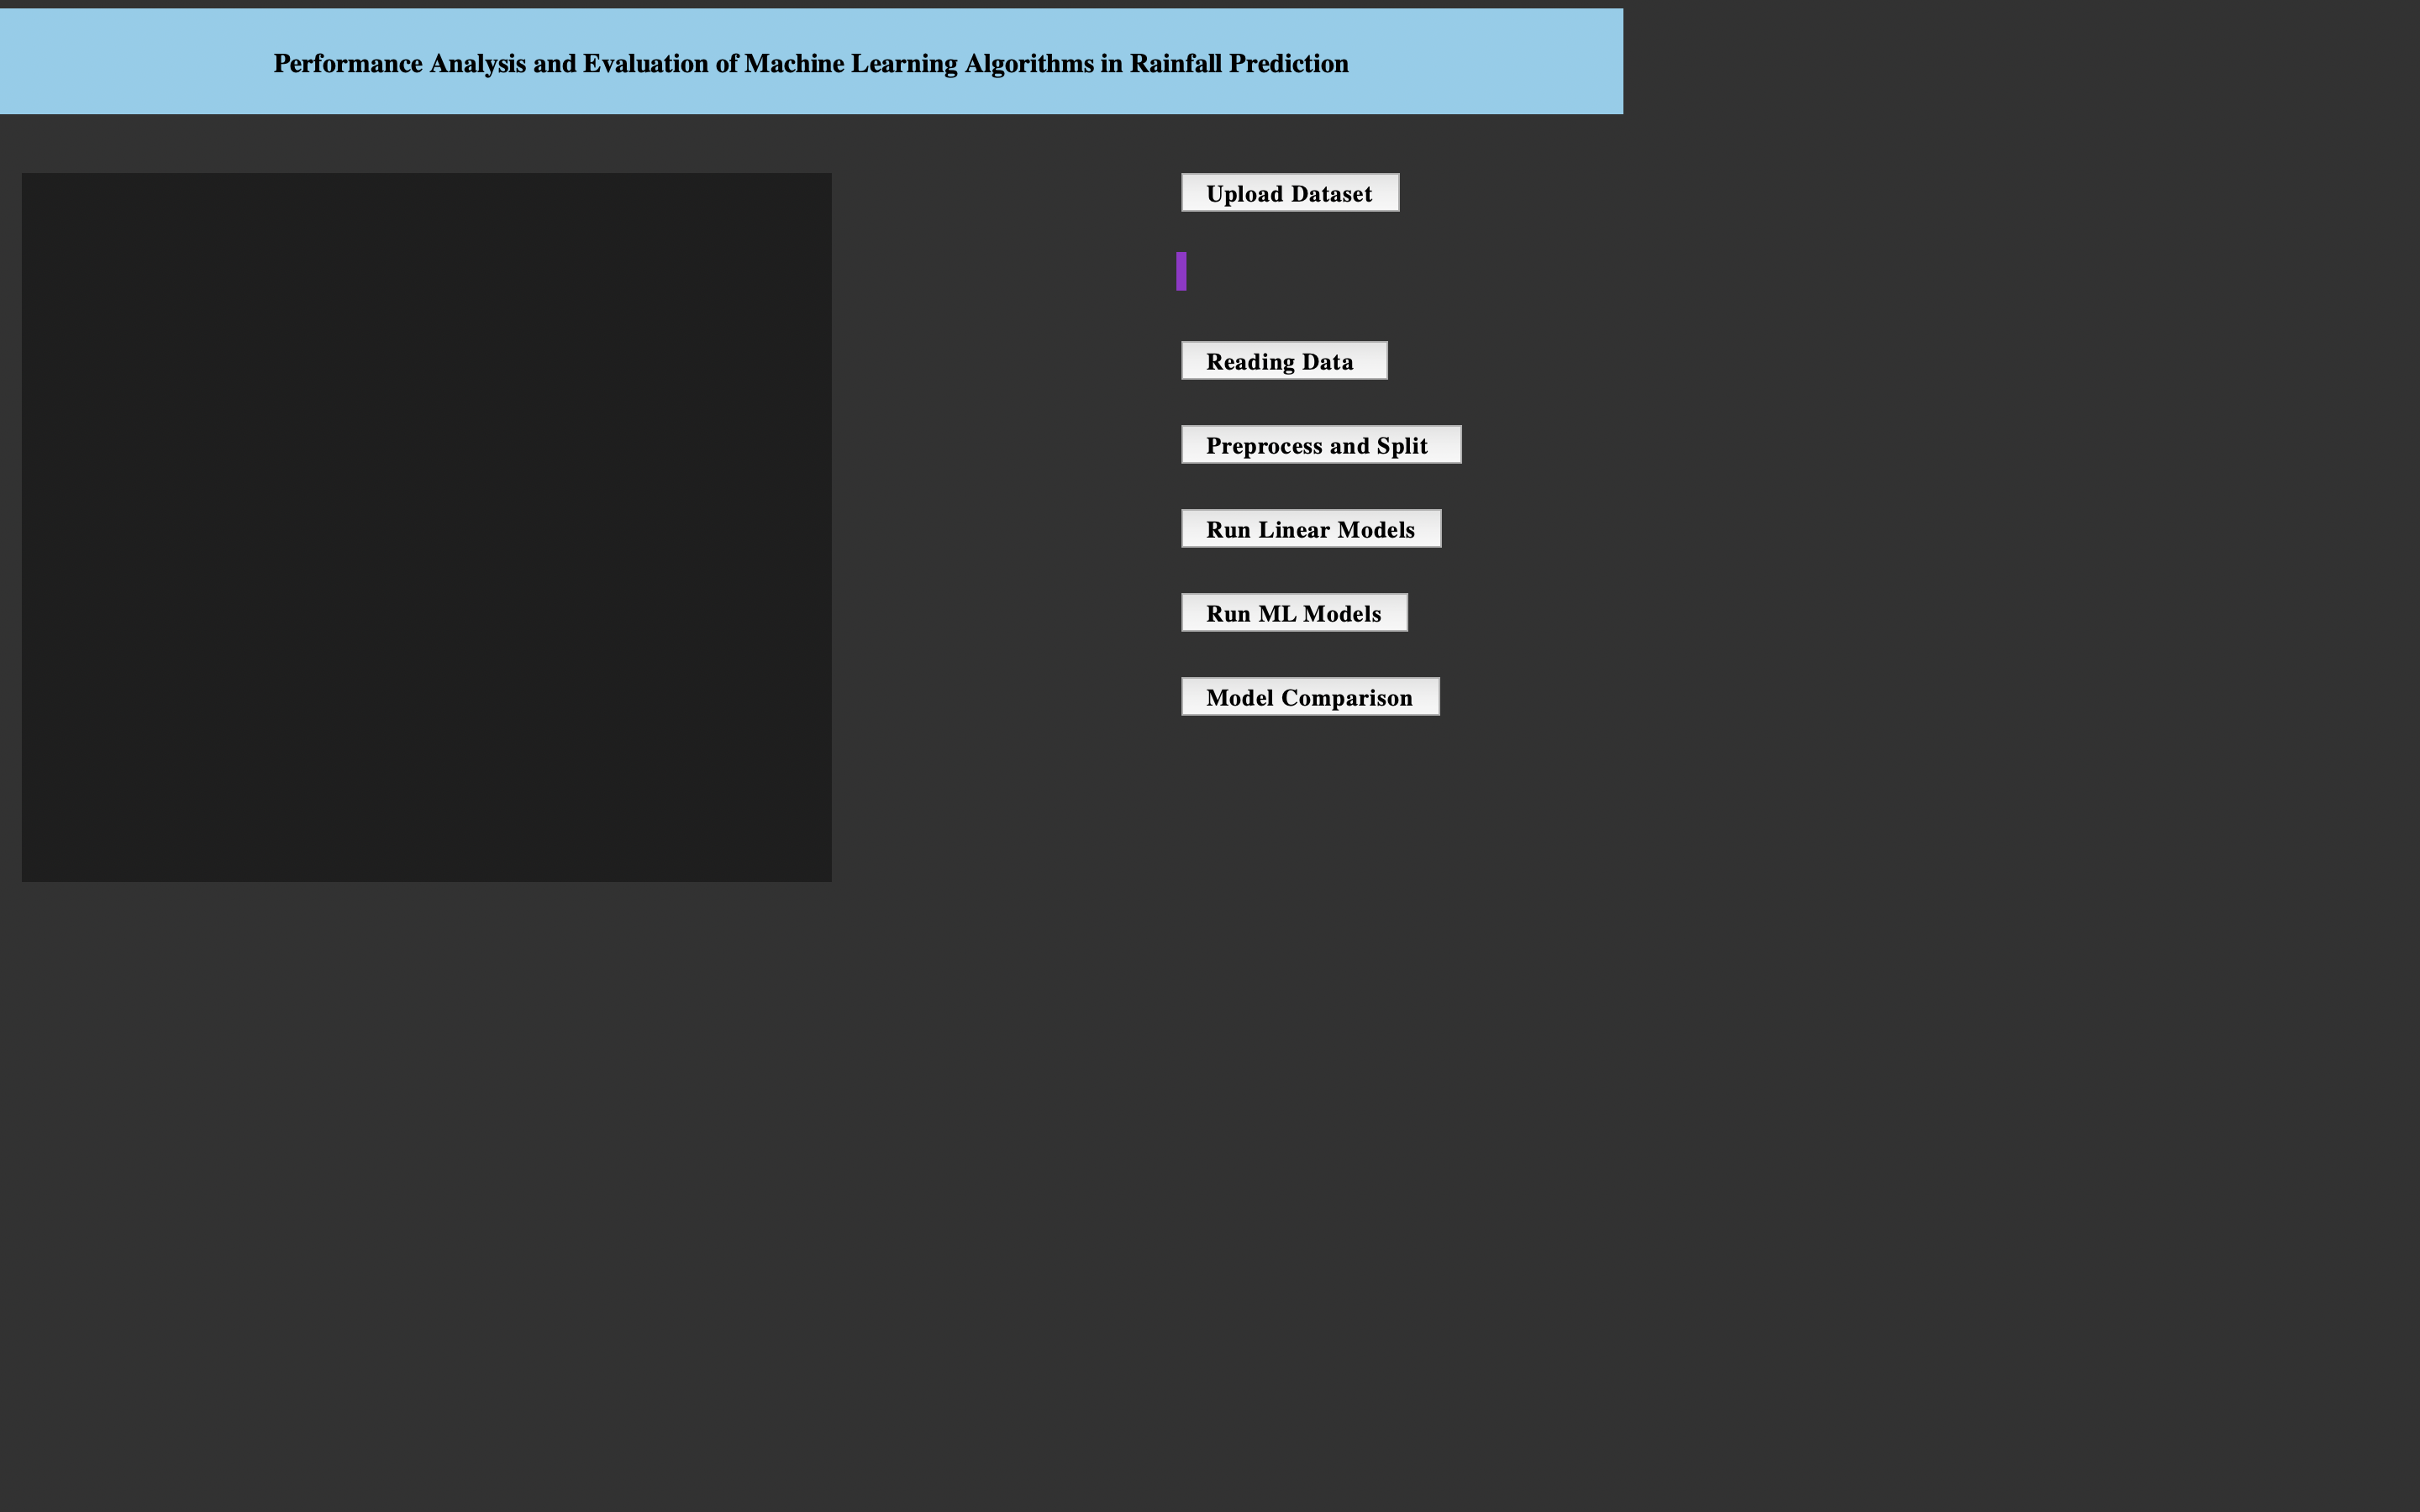 Performance Analysis and Evaluation of Machine Learning Algorithms in Rainfall Prediction
Upload Dataset
Reading Data
Preprocess and Split
Run Linear Models
Run ML Models
Model Comparison